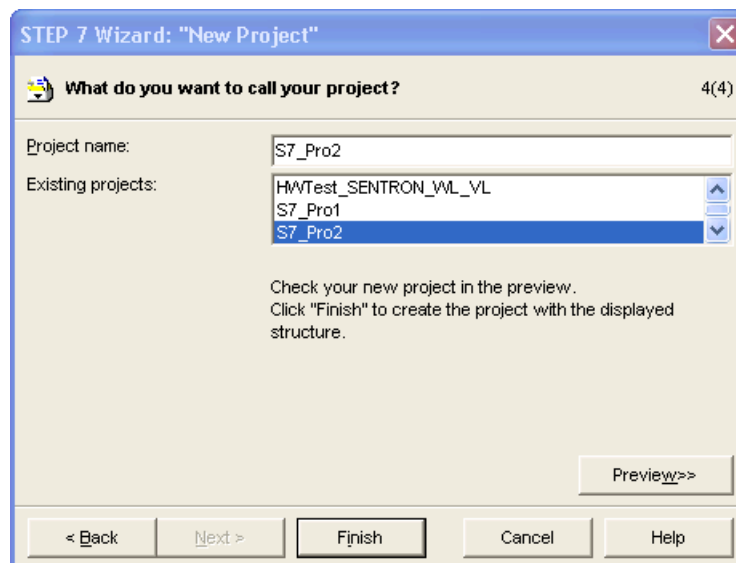 STEP 7 Wizard: "New Project"
What do you want to call your project?
4(4)
Project name:
S7_Pro2
Existing projects:
HWTest_SENTRON_WL_VL
S7_Pro1
S7_Pro2
Check your new project in the preview.
Click "Finish" to create the project with the displayed
structure.
Preview>>
< Back
Next >
Finish
Cancel
Help